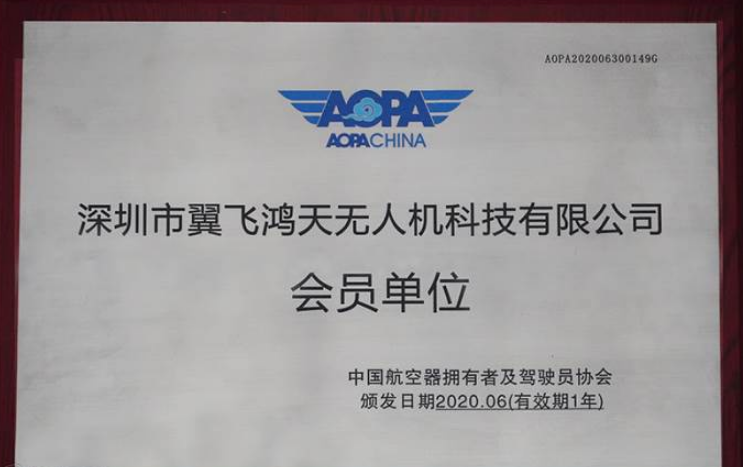 AOPA202006300149G
AOPA
AOPA CHINA
深圳市翼飞鸿天无人机科技有限公司
会员单位
中国航空器拥有者及驾驶员协会
颁发日期2020.06(有效期1年)